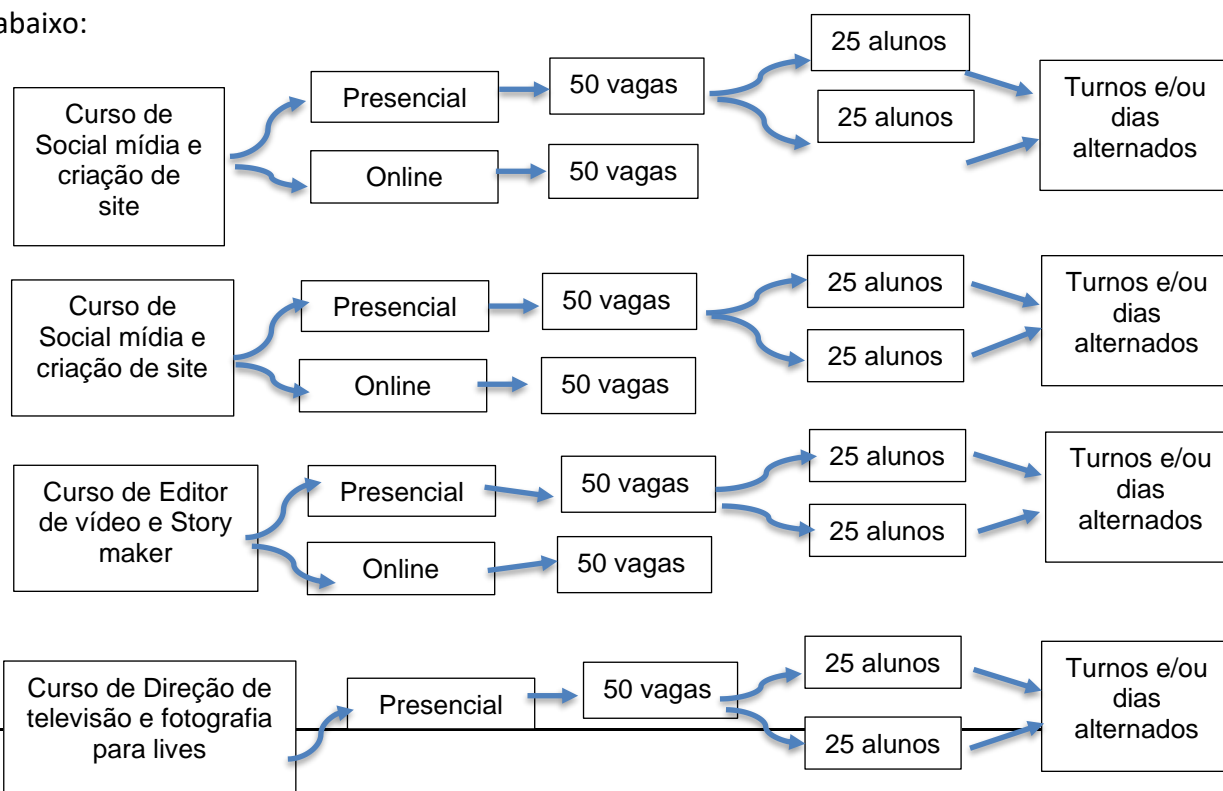 abaixo:
Curso de
Social mídia e
criação de
site
Presencial
50 vagas
25 alunos
25 alunos
Turnos e/ou
dias
alternados
Online
50 vagas
Curso de
Social mídia e
criação de site
Presencial
50 vagas
25 alunos
25 alunos
Turnos e/ou
dias
alternados
Online
50 vagas
Curso de Editor
de vídeo e Story
maker
Presencial
50 vagas
25 alunos
25 alunos
Turnos e/ou
dias
alternados
Online
50 vagas
Curso de Direção de
televisão e fotografia
para lives
Presencial
50 vagas
25 alunos
25 alunos
Turnos e/ou
dias
alternados